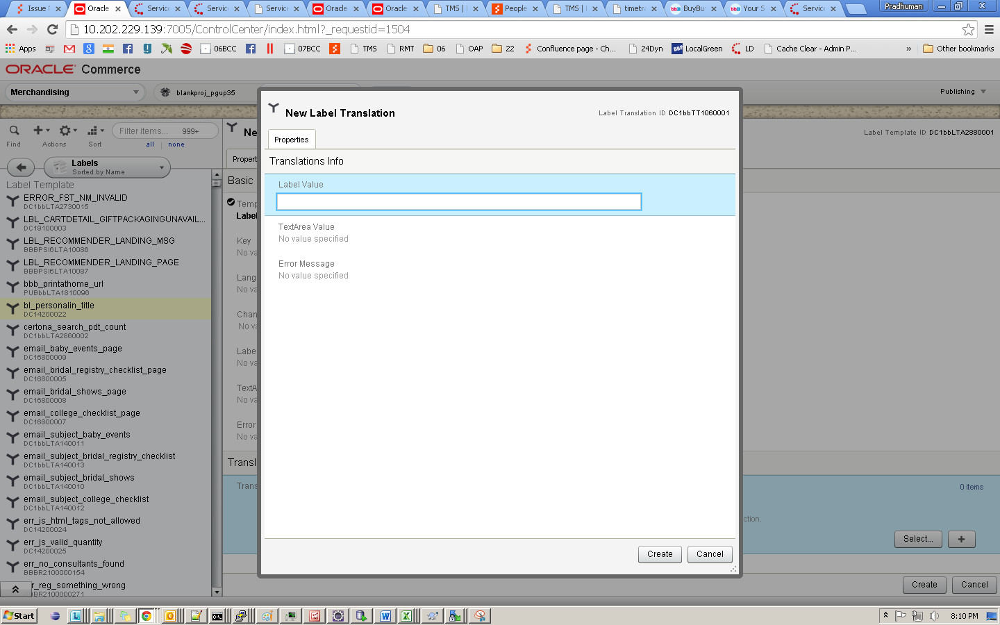 Issue
Oracle
Service
Service
Service
Oracle
Oracle
TMS |
People
TMS |
timetra
BuyBu
Your S
Service
Pradhuman
10.202.229.139:7005/ControlCenter/index.html?_requestid=1504
Apps
06BCC
07BCC
TMS
RMT
06
OAP
22
Confluence page - Ch...
24Dyn
LocalGreen
LD
Cache Clear - Admin P...
»
Other bookmarks
ORACLE Commerce
Merchandising
blankproj_pgup35
Publishing
Find
Actions
Sort
Filter items... 999+
all | none
Labels
Sorted by Name
Label Template
ERROR_FST_NM_INVALID
DC1bbLTA2730015
LBL_CARTDETAIL_GIFTPACKAGINGUNAVAIL...
DC19100003
LBL_RECOMMENDER_LANDING_MSG
BBBPSI6LTA10086
LBL_RECOMMENDER_LANDING_PAGE
BBBPSI6LTA10087
bbb_printathome_url
PUBbbLTA1810096
bl_personalin_title
DC14200022
certona_search_pdt_count
DC1bbLTA2860002
email_baby_events_page
DC16800009
email_bridal_registry_checklist_page
DC16800005
email_bridal_shows_page
DC16800008
email_college_checklist_page
DC16800007
email_subject_baby_events
DC1bbLTA140011
email_subject_bridal_registry_checklist
DC1bbLTA140013
email_subject_bridal_shows
DC1bbLTA140010
email_subject_college_checklist
DC1bbLTA140012
err_js_html_tags_not_allowed
DC14200024
err_js_valid_quantity
DC14200025
err_no_consultants_found
BBBR2100000154
r_reg_something_wrong
BBBR2100000271
Ne
Label Template ID DC1bbLTA2880001
Propert
Basic
Temp
Labe
Key
No va
Lang
No va
Chan
No va
Labe
No va
TextA
No va
Error
No va
Transl
Trans
0 items
ction.
Select...
+
Create
Cancel
New Label Translation
Label Translation ID DC1bbTT1060001
Properties
Translations Info
Label Value
TextArea Value
No value specified
Error Message
No value specified
Create
Cancel
Start
8:10 PM